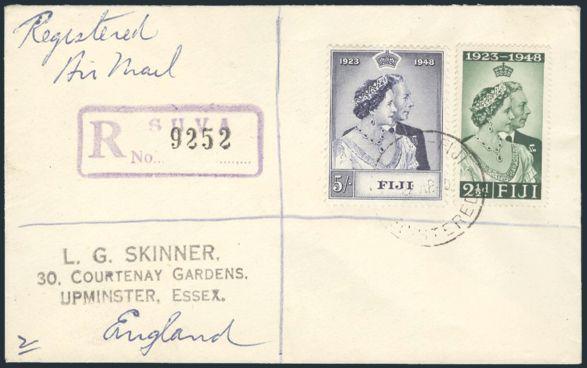 Registered
Air Mail
R SUVA
No. 9252
1923 1948
5/- FIJI
1923-1948
2½d FIJI
FIJI
L. G. SKINNER,
30, COURTENAY GARDENS,
UPMINSTER, ESSEX.
England
2